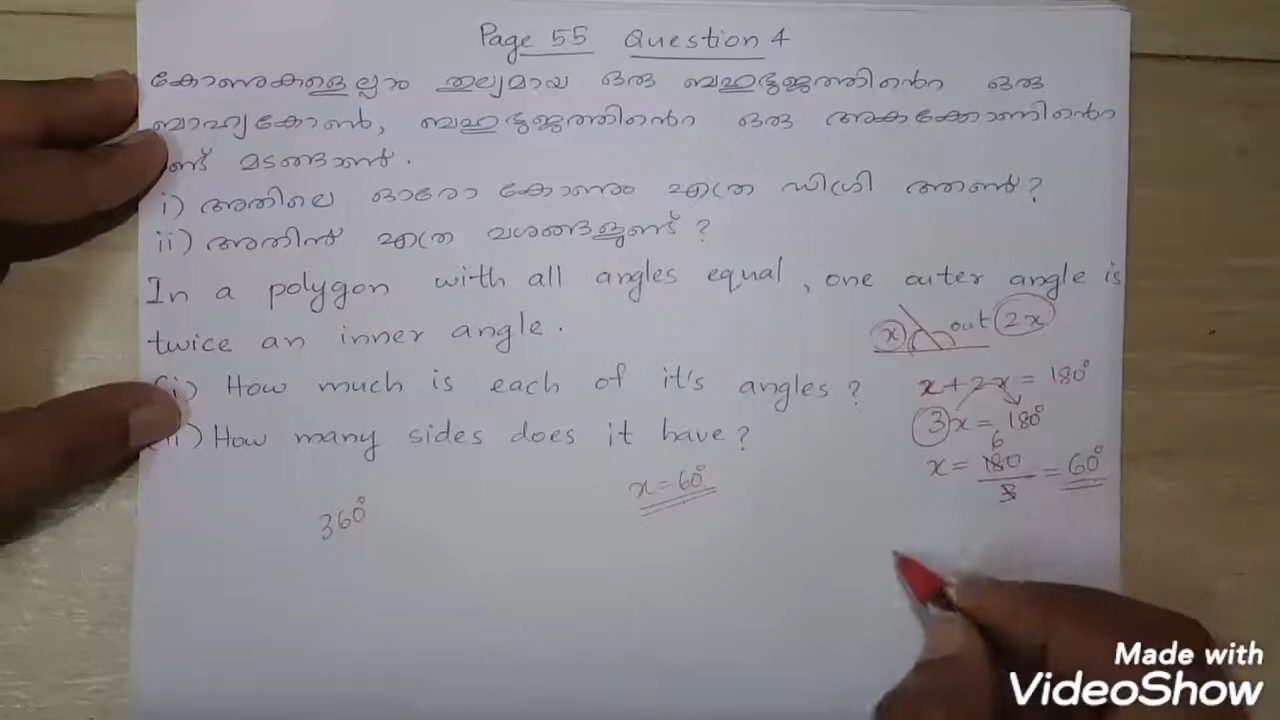 Page 55 Question 4
കോണുകളെല്ലാം തുല്യമായ ഒരു ബഹുഭുജത്തിന്റെ ഒരു
ബാഹ്യകോൺ, ബഹുഭുജത്തിന്റെ ഒരു അകക്കോണിന്റെ
ണ്ട് മടങ്ങാണ്.
i) അതിലെ ഓരോ കോണും എത്ര ഡിഗ്രി ആണ്?
ii) അതിന് എത്ര വശങ്ങളുണ്ട്?
In a polygon with all angles equal, one outer angle is
twice an inner angle.
x out 2x
(i) How much is each of it's angles?
x+2x = 180°
3x = 180°
(ii) How many sides does it have?
x = 180/3 = 60°
6
x=60°
360°
Made with
VideoShow